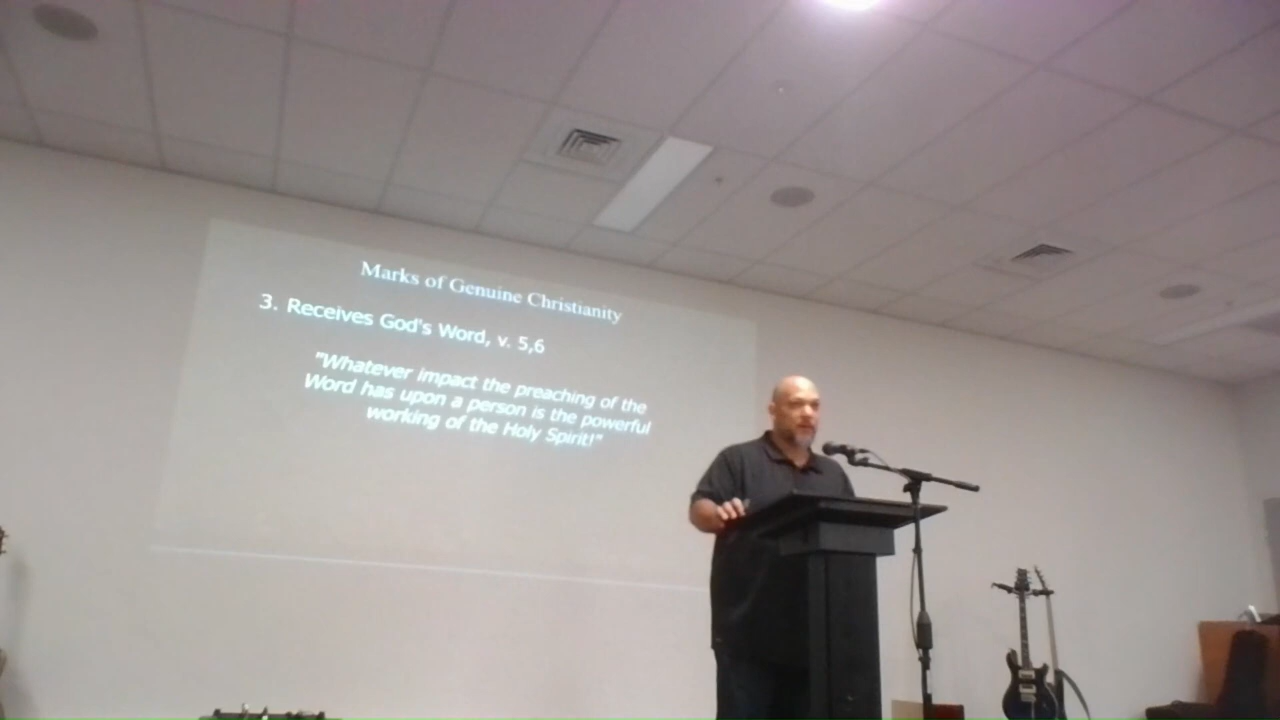 Marks of Genuine Christianity
3. Receives God's Word, v. 5,6
"Whatever impact the preaching of the
Word has upon a person is the powerful
working of the Holy Spirit!"